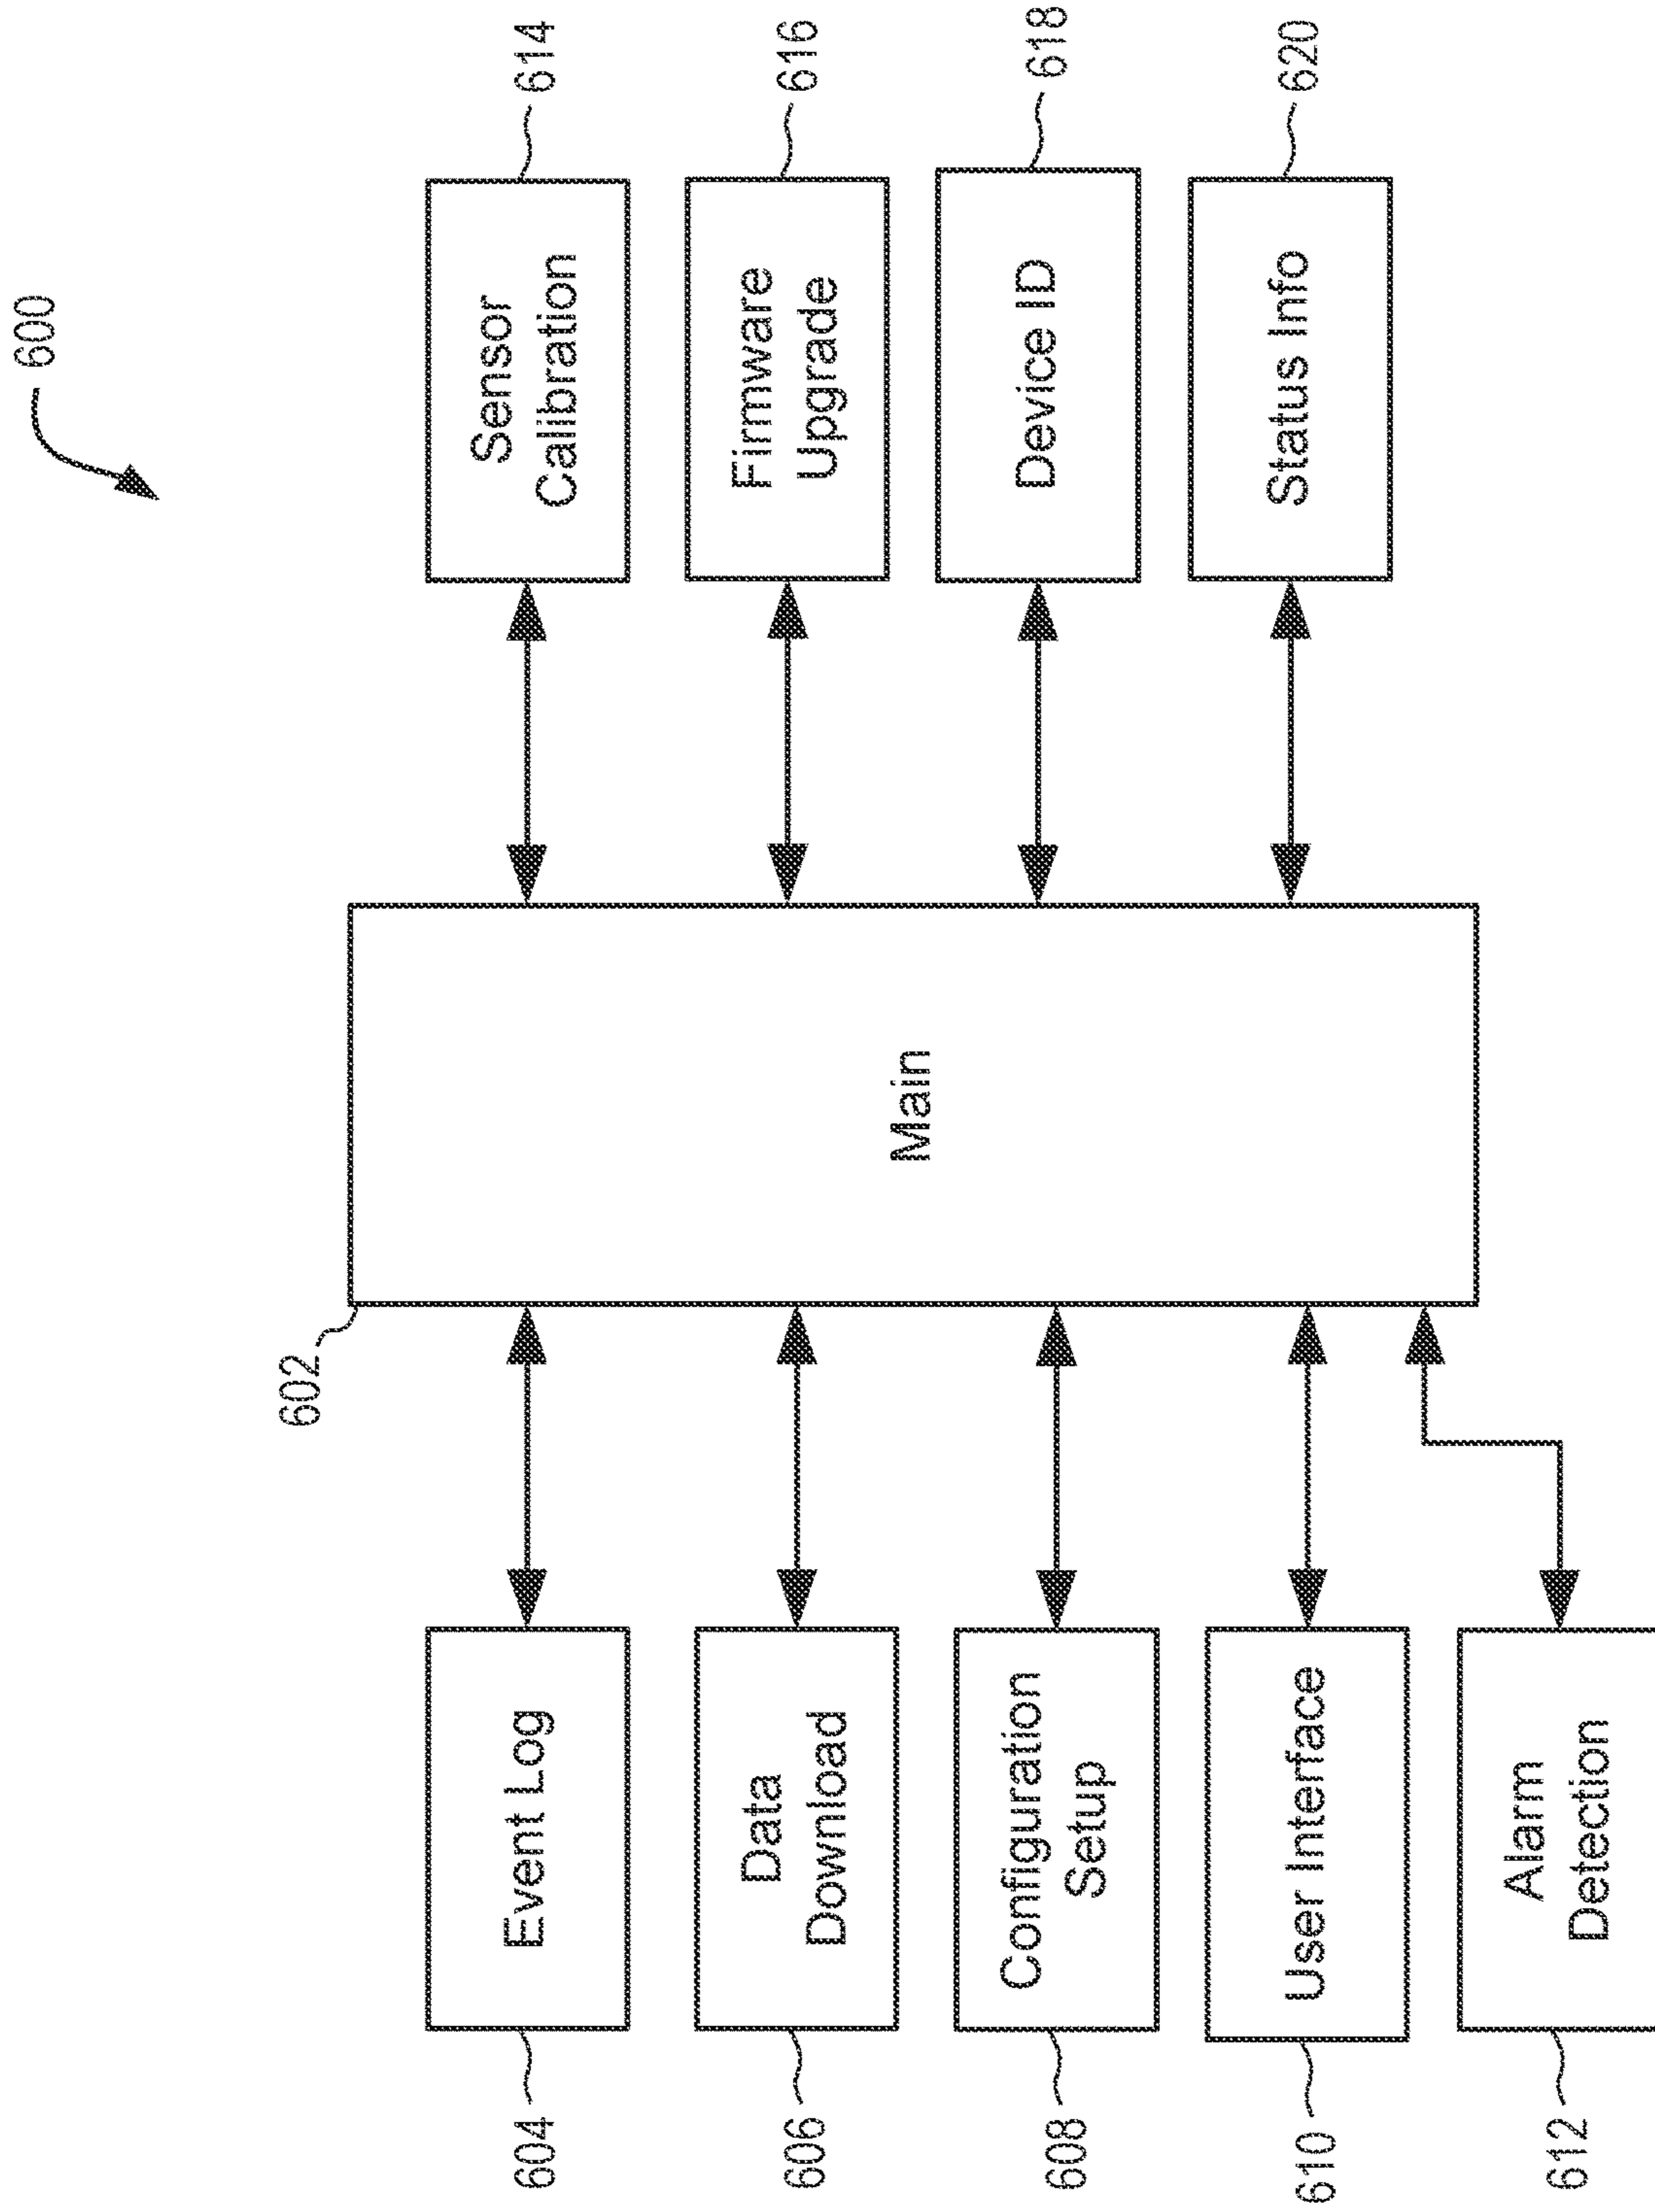 600
602
Main
604
Event Log
606
Data
Download
608
Configuration
Setup
610
User Interface
612
Alarm
Detection
Sensor
Calibration
614
Firmware
Upgrade
616
Device ID
618
Status Info
620